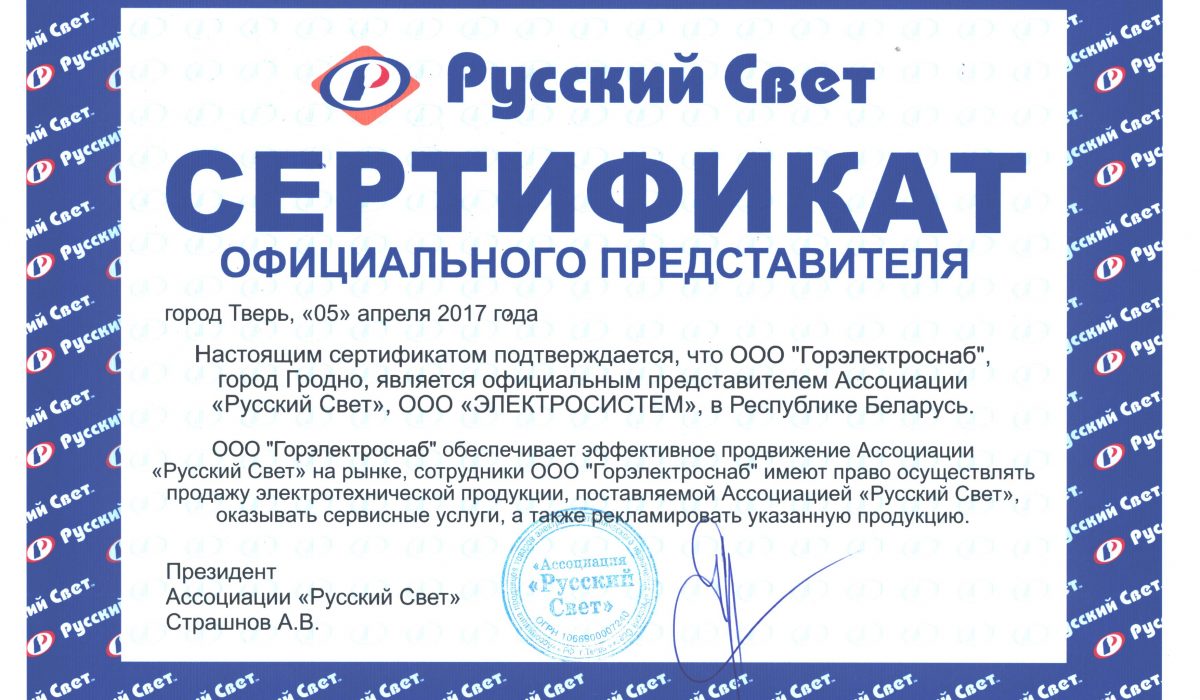 Русский Свет
СЕРТИФИКАТ
ОФИЦИАЛЬНОГО ПРЕДСТАВИТЕЛЯ
город Тверь, «05» апреля 2017 года
Настоящим сертификатом подтверждается, что ООО "Горэлектроснаб",
город Гродно, является официальным представителем Ассоциации
«Русский Свет», ООО «ЭЛЕКТРОСИСТЕМ», в Республике Беларусь.
ООО "Горэлектроснаб" обеспечивает эффективное продвижение Ассоциации
«Русский Свет» на рынке, сотрудники ООО "Горэлектроснаб" имеют право осуществлять
продажу электротехнической продукции, поставляемой Ассоциацией «Русский Свет»,
оказывать сервисные услуги, а также рекламировать указанную продукцию.
Президент
Ассоциации «Русский Свет»
Страшнов А.В.
«Ассоциация
«Русский
Свет»
ОГРН 1066900007240